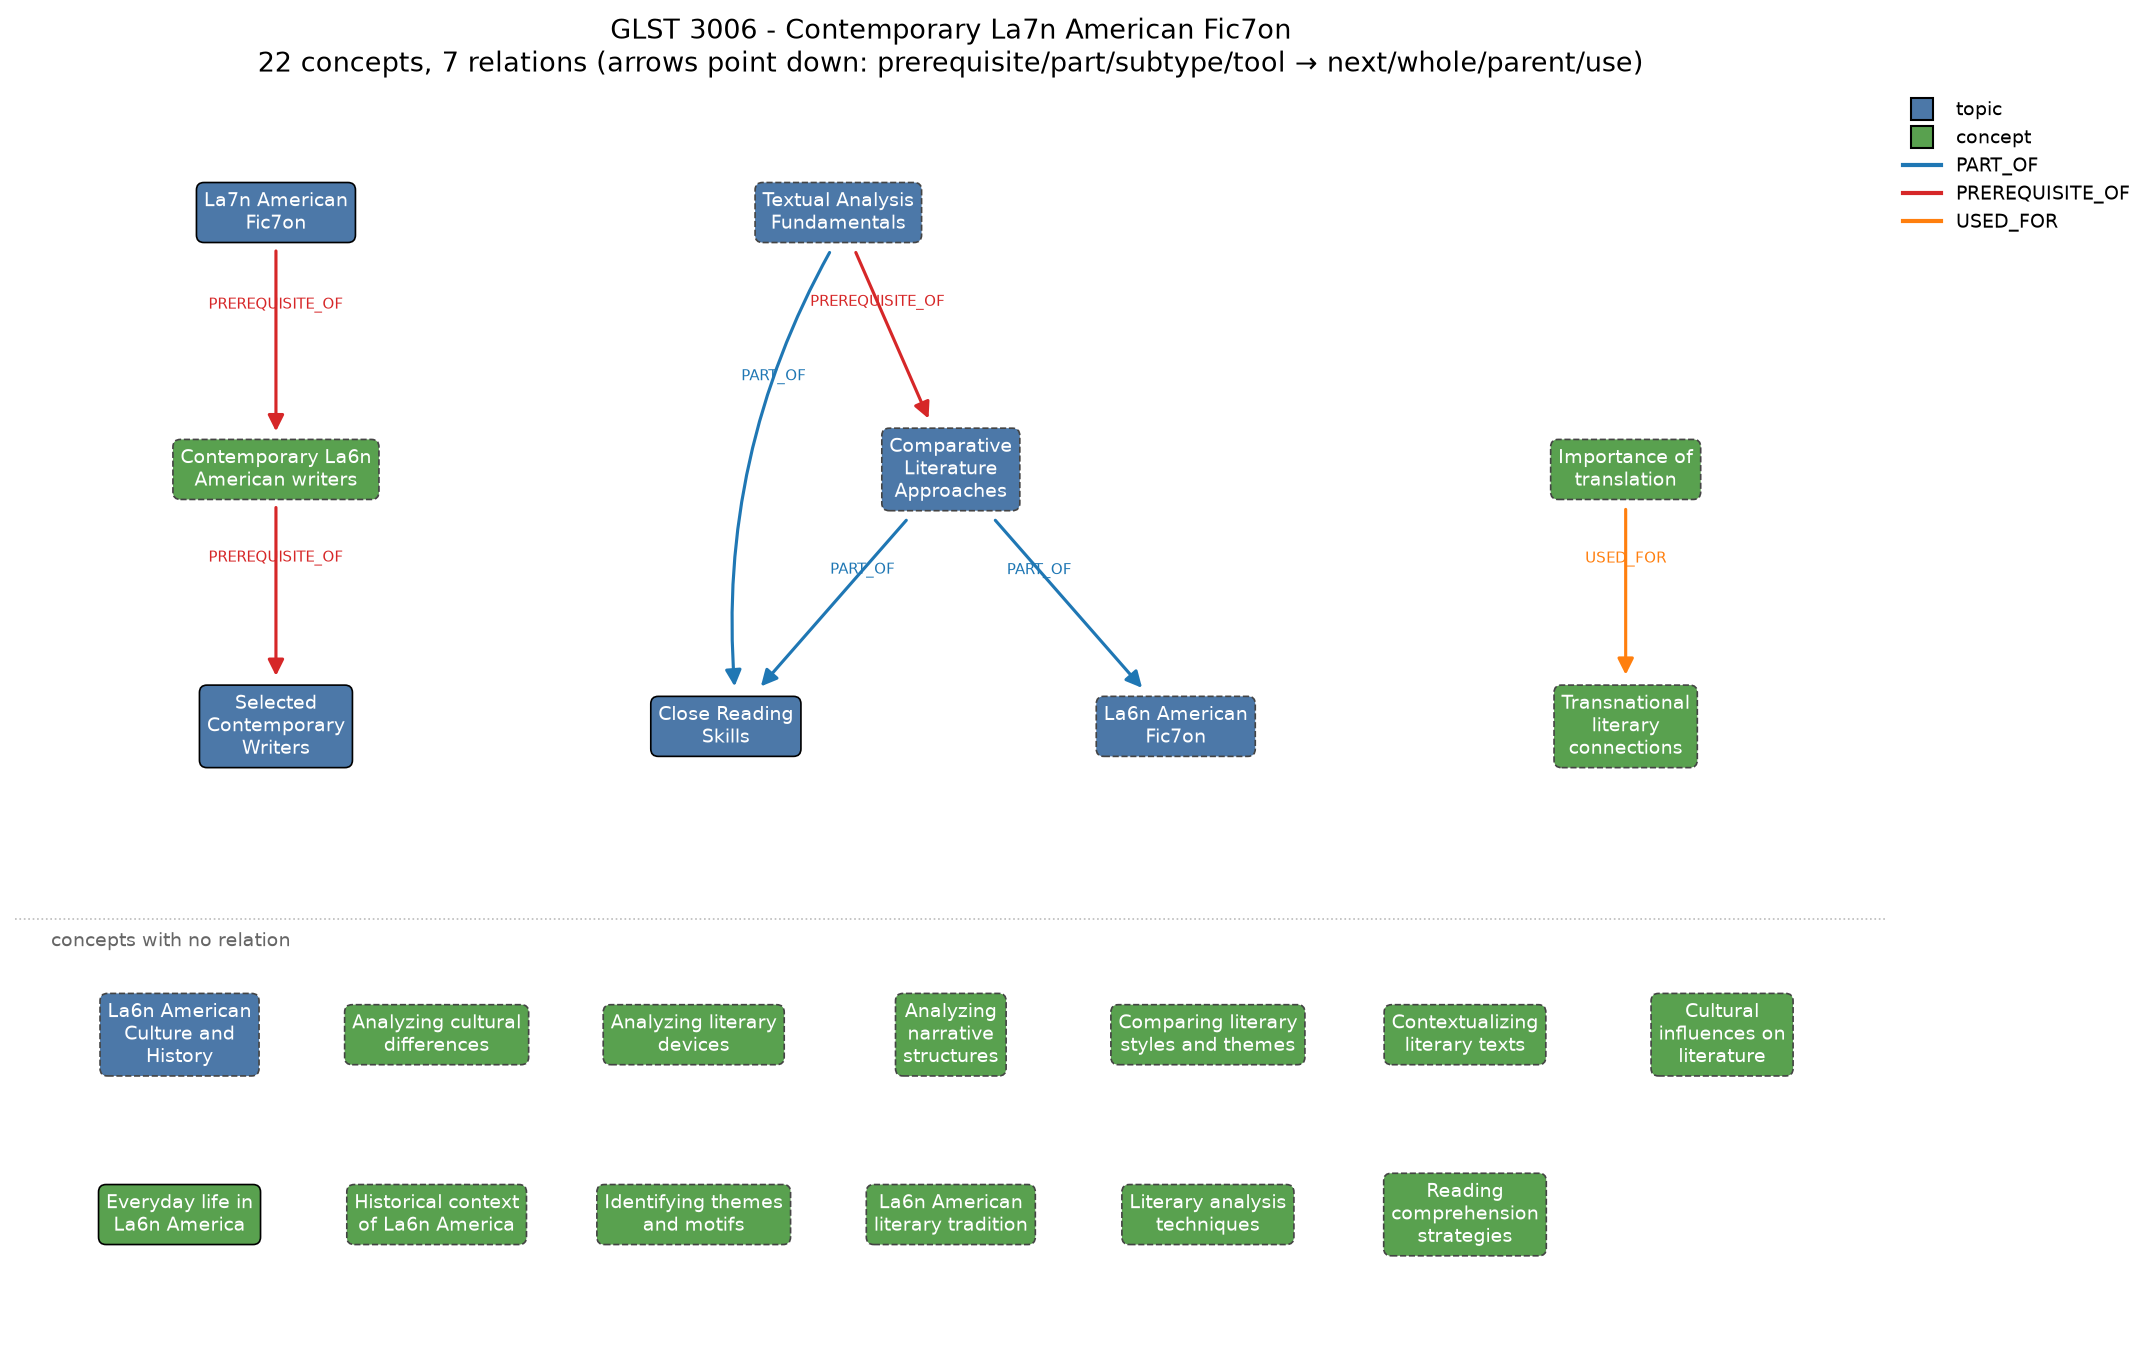 GLST 3006 - Contemporary La7n American Fic7on
22 concepts, 7 relations (arrows point down: prerequisite/part/subtype/tool → next/whole/parent/use)
topic
concept
PART_OF
PREREQUISITE_OF
USED_FOR
La7n American
Fic7on
Textual Analysis
Fundamentals
PREREQUISITE_OF
PREREQUISITE_OF
PART_OF
Contemporary La6n
American writers
Comparative
Literature
Approaches
Importance of
translation
PREREQUISITE_OF
PART_OF
PART_OF
USED_FOR
Selected
Contemporary
Writers
Close Reading
Skills
La6n American
Fic7on
Transnational
literary
connections
concepts with no relation
La6n American
Culture and
History
Analyzing cultural
differences
Analyzing literary
devices
Analyzing
narrative
structures
Comparing literary
styles and themes
Contextualizing
literary texts
Cultural
influences on
literature
Everyday life in
La6n America
Historical context
of La6n America
Identifying themes
and motifs
La6n American
literary tradition
Literary analysis
techniques
Reading
comprehension
strategies